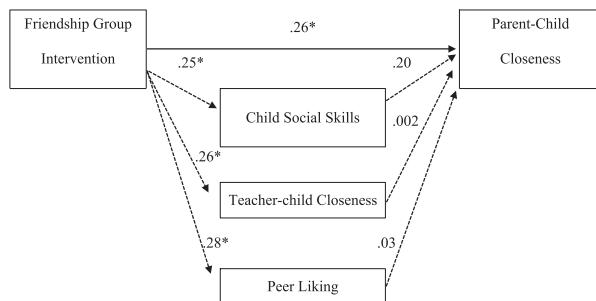 Friendship Group
Intervention
.26*
Parent-Child
Closeness
.25*
.20
Child Social Skills
.002
.26*
Teacher-child Closeness
.28*
.03
Peer Liking